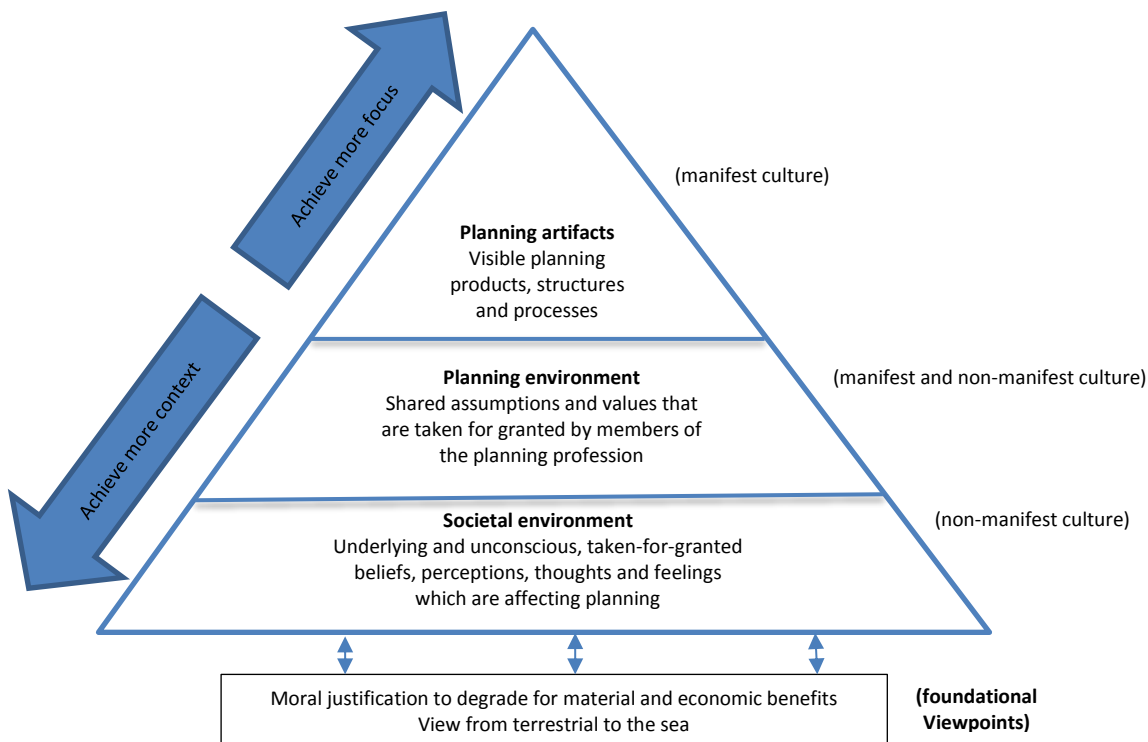 Achieve more focus
(manifest culture)
Planning artifacts
Visible planning
products, structures
and processes
Achieve more context
Planning environment
Shared assumptions and values that
are taken for granted by members of
the planning profession
(manifest and non-manifest culture)
Societal environment
Underlying and unconscious, taken-for-granted
beliefs, perceptions, thoughts and feelings
which are affecting planning
(non-manifest culture)
Moral justification to degrade for material and economic benefits
View from terrestrial to the sea
(foundational
Viewpoints)